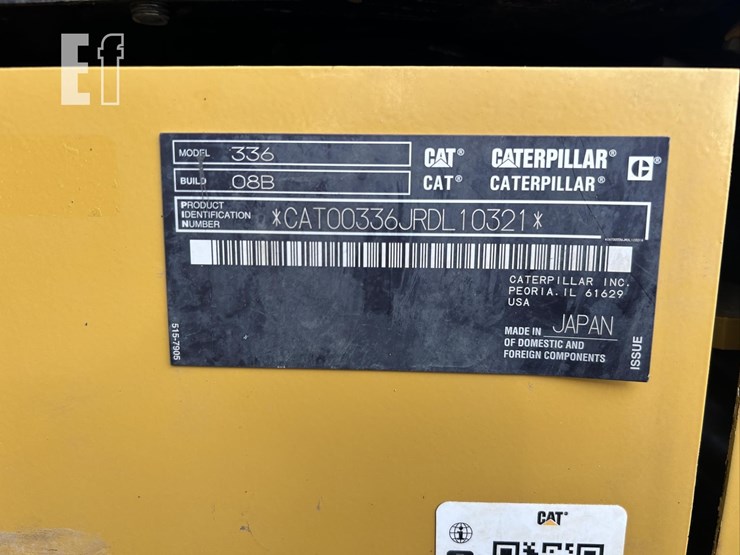 Ef
MODEL 336
BUILD 08B
CAT® CATERPILLAR® C®
CAT® CATERPILLAR®
PRODUCT
IDENTIFICATION
NUMBER
*CAT00336JRDL10321*
CATERPILLAR INC.
PEORIA. IL 61629
USA
MADE IN JAPAN
OF DOMESTIC AND
FOREIGN COMPONENTS
515-7905
ISSUE
CAT®
i